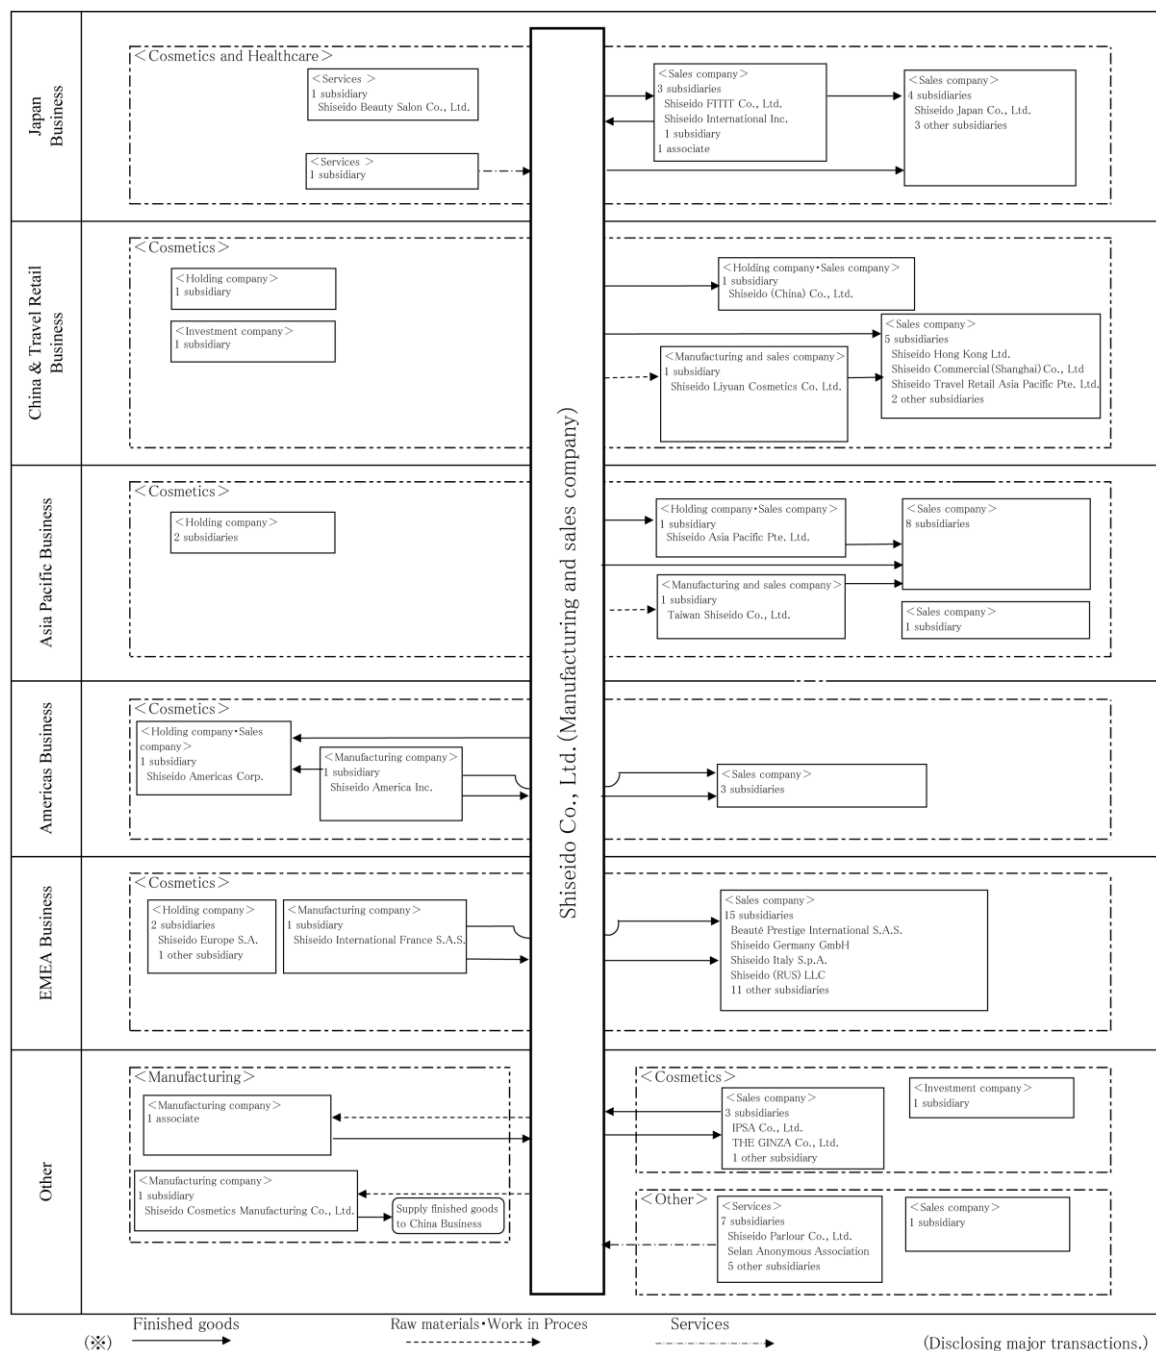 Japan
Business
<Cosmetics and Healthcare>
<Services >
1 subsidiary
Shiseido Beauty Salon Co., Ltd.
<Services>
1 subsidiary
<Sales company>
3 subsidiaries
Shiseido FITIT Co., Ltd.
Shiseido International Inc.
1 subsidiary
1 associate
<Sales company>
4 subsidiaries
Shiseido Japan Co., Ltd.
3 other subsidiaries
Shiseido Co., Ltd. (Manufacturing and sales company)
China & Travel Retail
Business
<Cosmetics>
<Holding company>
1 subsidiary
<Investment company>
1 subsidiary
<Holding company・Sales company>
1 subsidiary
Shiseido (China) Co., Ltd.
<Manufacturing and sales company>
1 subsidiary
Shiseido Liyuan Cosmetics Co. Ltd.
<Sales company>
5 subsidiaries
Shiseido Hong Kong Ltd.
Shiseido Commercial (Shanghai) Co., Ltd
Shiseido Travel Retail Asia Pacific Pte. Ltd.
2 other subsidiaries
Asia Pacific Business
<Cosmetics>
<Holding company>
2 subsidiaries
<Holding company・Sales company>
1 subsidiary
Shiseido Asia Pacific Pte. Ltd.
<Manufacturing and sales company>
1 subsidiary
Taiwan Shiseido Co., Ltd.
<Sales company>
8 subsidiaries
<Sales company>
1 subsidiary
Americas Business
<Cosmetics>
<Holding company・Sales
company>
1 subsidiary
Shiseido Americas Corp.
<Manufacturing company>
1 subsidiary
Shiseido America Inc.
<Sales company>
3 subsidiaries
EMEA Business
<Cosmetics>
<Holding company>
2 subsidiaries
Shiseido Europe S.A.
1 other subsidiary
<Manufacturing company>
1 subsidiary
Shiseido International France S.A.S.
<Sales company>
15 subsidiaries
Beauté Prestige International S.A.S.
Shiseido Germany GmbH
Shiseido Italy S.p.A.
Shiseido (RUS) LLC
11 other subsidiaries
Other
<Manufacturing>
<Manufacturing company>
1 associate
<Manufacturing company>
1 subsidiary
Shiseido Cosmetics Manufacturing Co., Ltd.
Supply finished goods
to China Business
<Cosmetics>
<Sales company>
3 subsidiaries
IPSA Co., Ltd.
THE GINZA Co., Ltd.
1 other subsidiary
<Investment company>
1 subsidiary
<Other>
<Services>
7 subsidiaries
Shiseido Parlour Co., Ltd.
Selan Anonymous Association
5 other subsidiaries
<Sales company>
1 subsidiary
(※) Finished goods Raw materials・Work in Proces Services (Disclosing major transactions.)